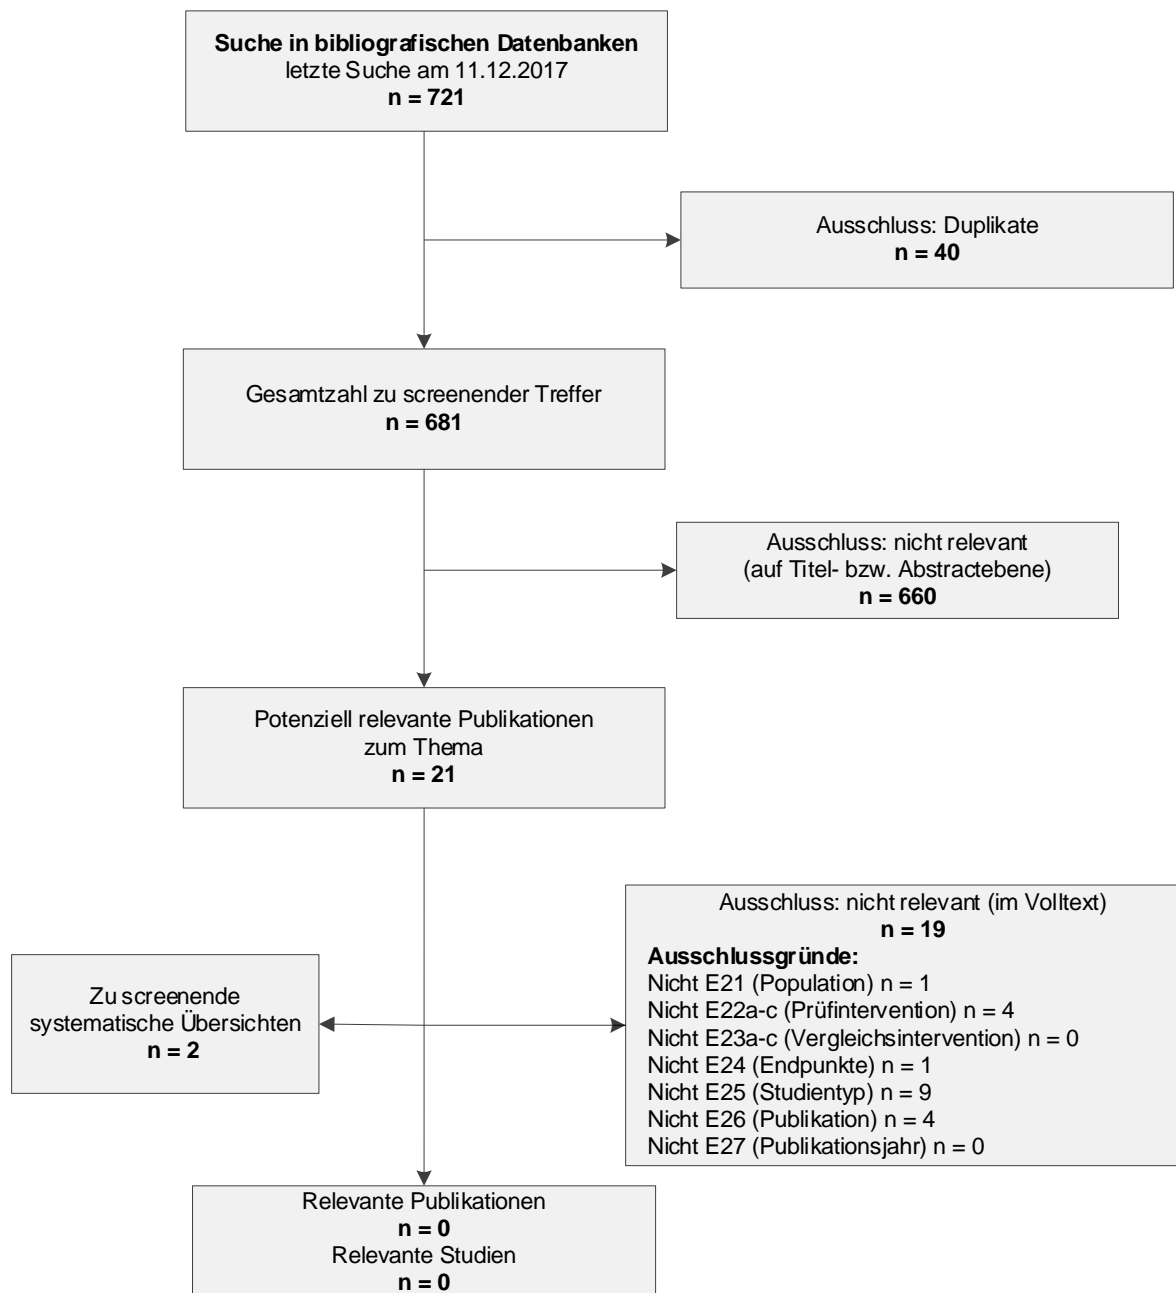 Suche in bibliografischen Datenbanken
letzte Suche am 11.12.2017
n = 721
Ausschluss: Duplikate
n = 40
Gesamtzahl zu screenender Treffer
n = 681
Ausschluss: nicht relevant
(auf Titel- bzw. Abstractebene)
n = 660
Potenziell relevante Publikationen
zum Thema
n = 21
Ausschluss: nicht relevant (im Volltext)
n = 19
Ausschlussgründe:
Nicht E21 (Population) n = 1
Nicht E22a-c (Prüfintervention) n = 4
Nicht E23a-c (Vergleichsintervention) n = 0
Nicht E24 (Endpunkte) n = 1
Nicht E25 (Studientyp) n = 9
Nicht E26 (Publikation) n = 4
Nicht E27 (Publikationsjahr) n = 0
Zu screenende
systematische Übersichten
n = 2
Relevante Publikationen
n = 0
Relevante Studien
n = 0